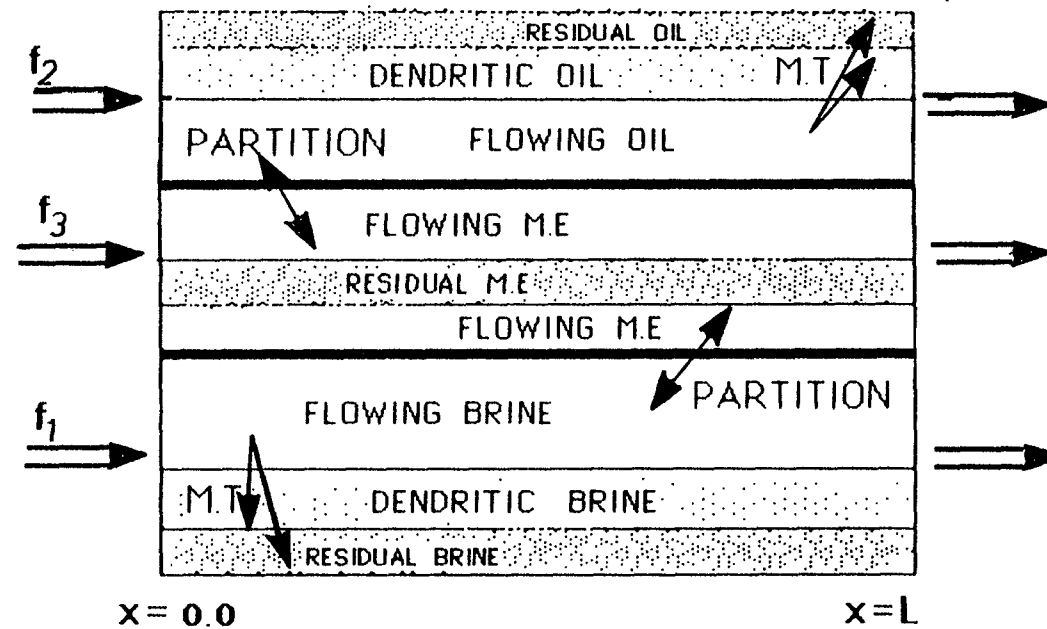 RESIDUAL OIL
f2
DENDRITIC OIL
M.T
PARTITION
FLOWING OIL
f3
FLOWING M.E
RESIDUAL M.E
FLOWING M.E
PARTITION
f1
FLOWING BRINE
M.T
DENDRITIC BRINE
RESIDUAL BRINE
x= 0.0
x=L